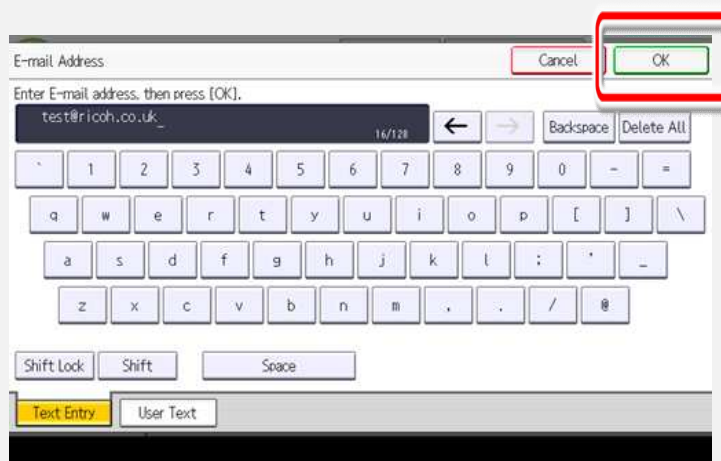 E-mail Address Cancel OK
Enter E-mail address, then press [OK].
test@ricoh.co.uk_
16/128 ← → Backspace Delete All
` 1 2 3 4 5 6 7 8 9 0 - =
q w e r t y u i o p [ ] \
a s d f g h j k l ; ' _
z x c v b n m , . / @
Shift Lock Shift Space
Text Entry User Text